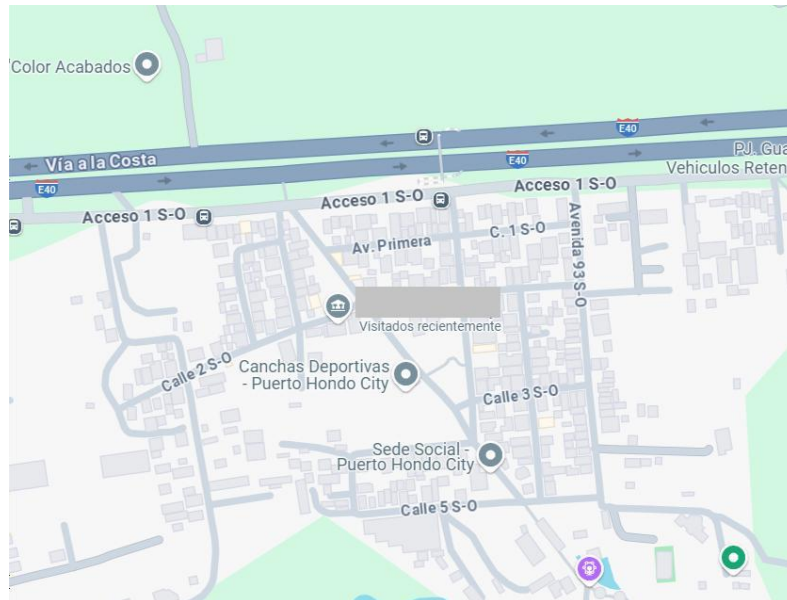 'Color Acabados
E40
Vía a la Costa
E40
PJ. Gua
Vehiculos Reten
E40
Acceso 1 S-O
Acceso 1 S-O
Acceso 1 S-O
Av. Primera
C. 1 S-O
Avenida 93 S-O
Visitados recientemente
Calle 2 S-O
Canchas Deportivas
- Puerto Hondo City
Calle 3 S-O
Sede Social -
Puerto Hondo City
Calle 5 S-O